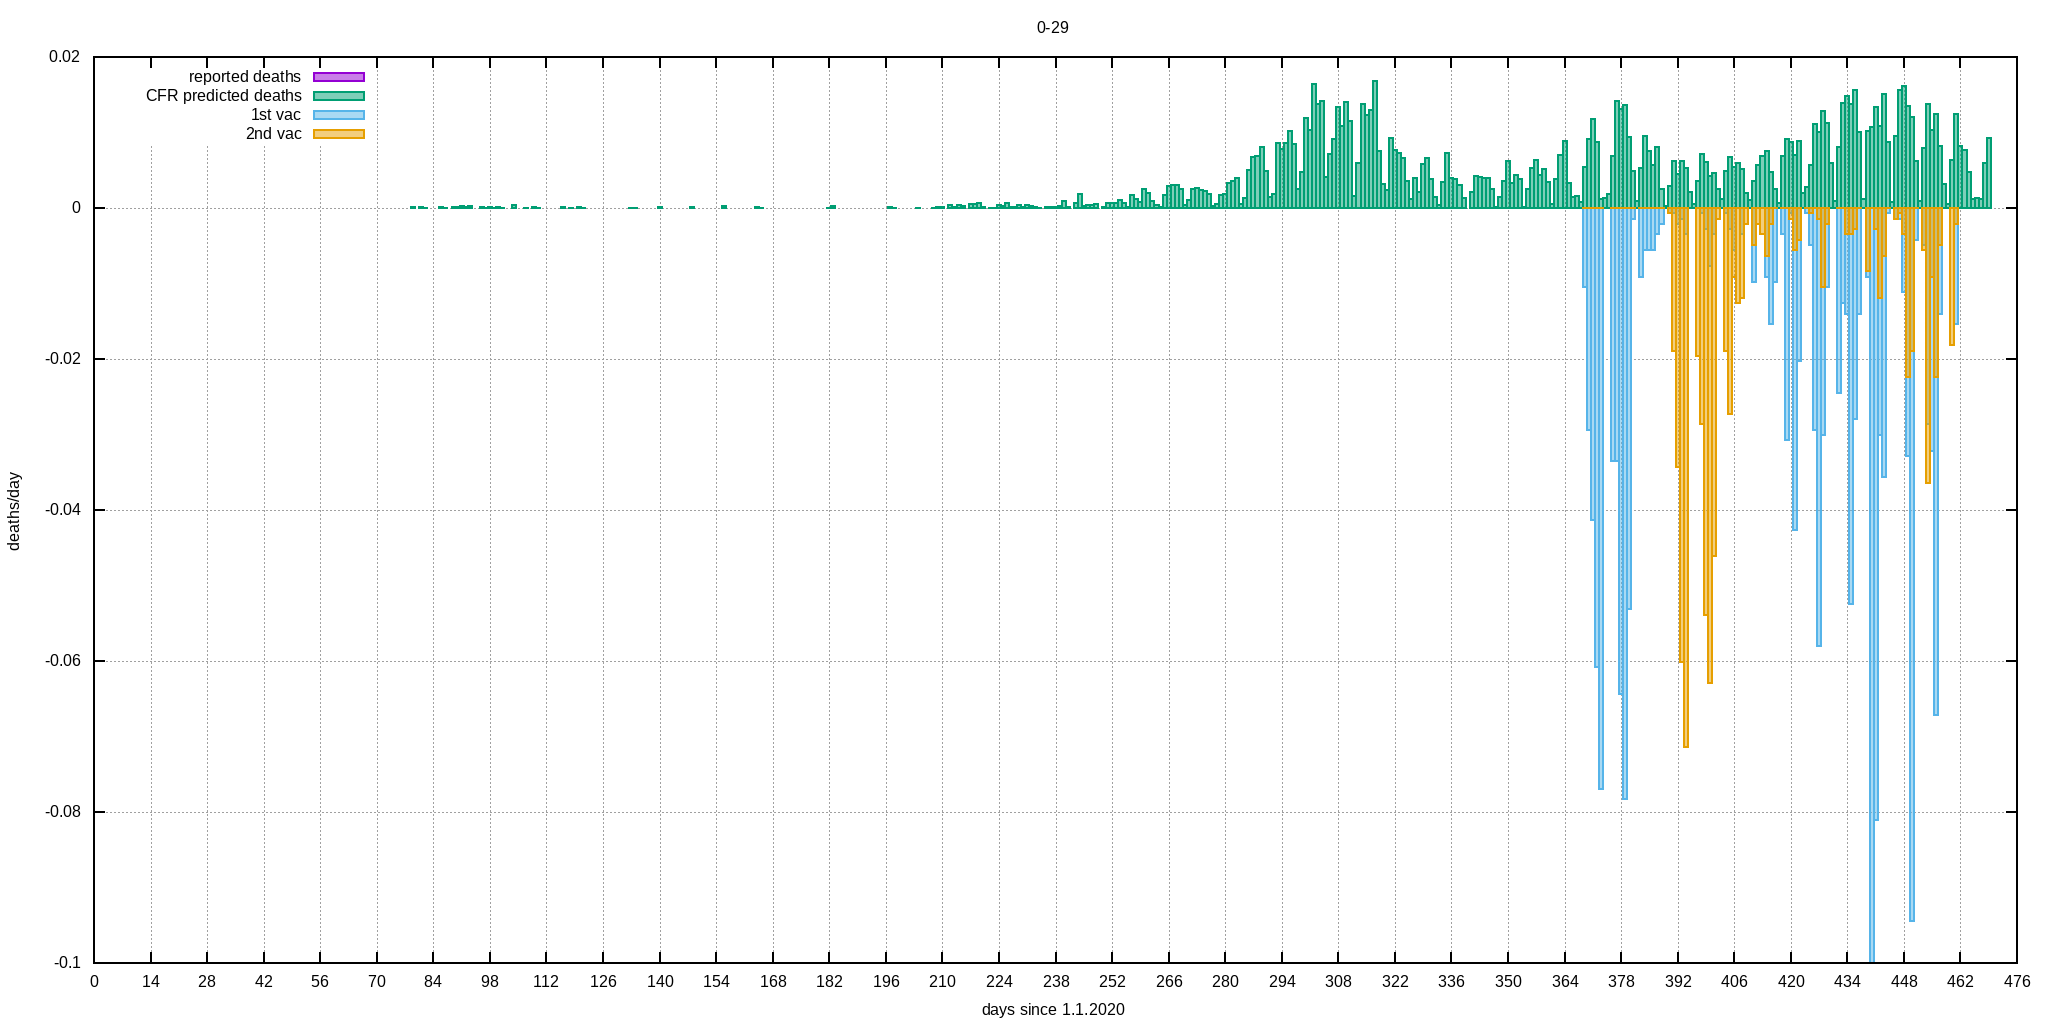 0-29
0.02
reported deaths
CFR predicted deaths
1st vac
2nd vac
0
-0.02
-0.04
-0.06
-0.08
-0.1
deaths/day
0 14 28 42 56 70 84 98 112 126 140 154 168 182 196 210 224 238 252 266 280 294 308 322 336 350 364 378 392 406 420 434 448 462 476
days since 1.1.2020